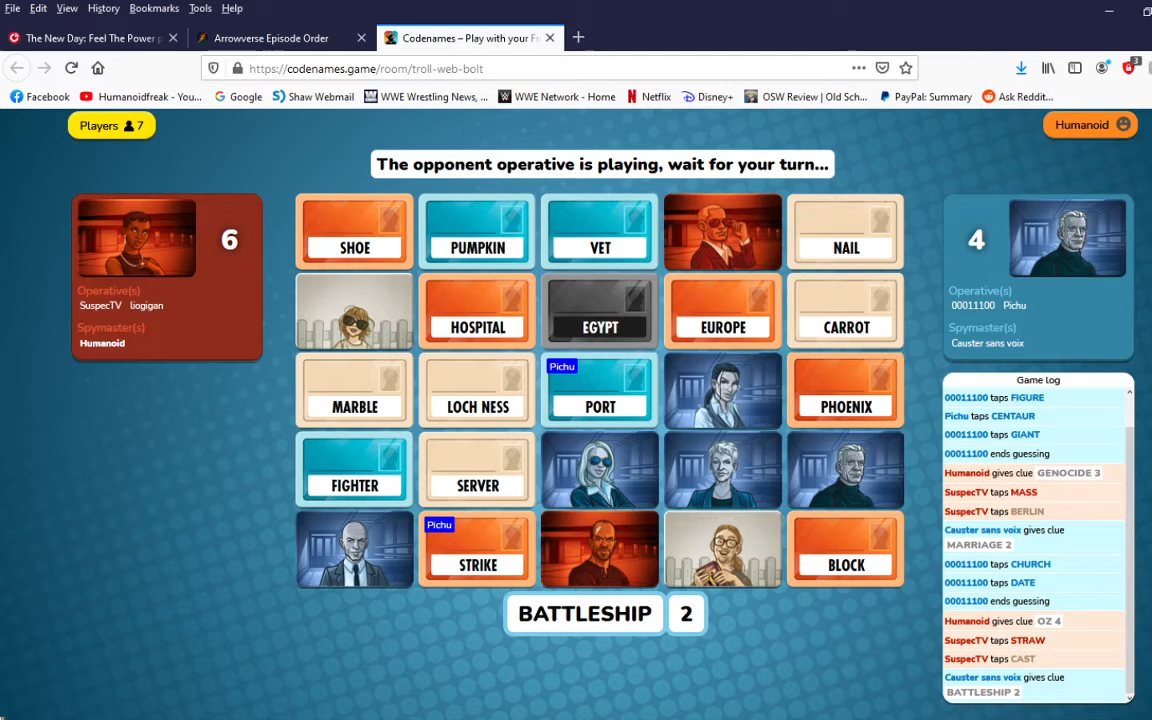 File Edit View History Bookmarks Tools Help
The New Day: Feel The Power p
Arrowverse Episode Order
Codenames – Play with your Fr
https://codenames.game/room/troll-web-bolt
3
Facebook
Humanoidfreak - You...
Google
Shaw Webmail
WWE Wrestling News, ...
WWE Network - Home
Netflix
Disney+
OSW Review | Old Sch...
PayPal: Summary
Ask Reddit...
Players 7
Humanoid
The opponent operative is playing, wait for your turn...
6
Operative(s)
SuspecTV liogigan
Spymaster(s)
Humanoid
SHOE
PUMPKIN
VET
NAIL
HOSPITAL
EGYPT
EUROPE
CARROT
MARBLE
LOCH NESS
Pichu
PORT
PHOENIX
FIGHTER
SERVER
Pichu
STRIKE
BLOCK
BATTLESHIP 2
4
Operative(s)
00011100 Pichu
Spymaster(s)
Causter sans voix
Game log
00011100 taps FIGURE
Pichu taps CENTAUR
00011100 taps GIANT
00011100 ends guessing
Humanoid gives clue GENOCIDE 3
SuspecTV taps MASS
SuspecTV taps BERLIN
Causter sans voix gives clue
MARRIAGE 2
00011100 taps CHURCH
00011100 taps DATE
00011100 ends guessing
Humanoid gives clue OZ 4
SuspecTV taps STRAW
SuspecTV taps CAST
Causter sans voix gives clue
BATTLESHIP 2